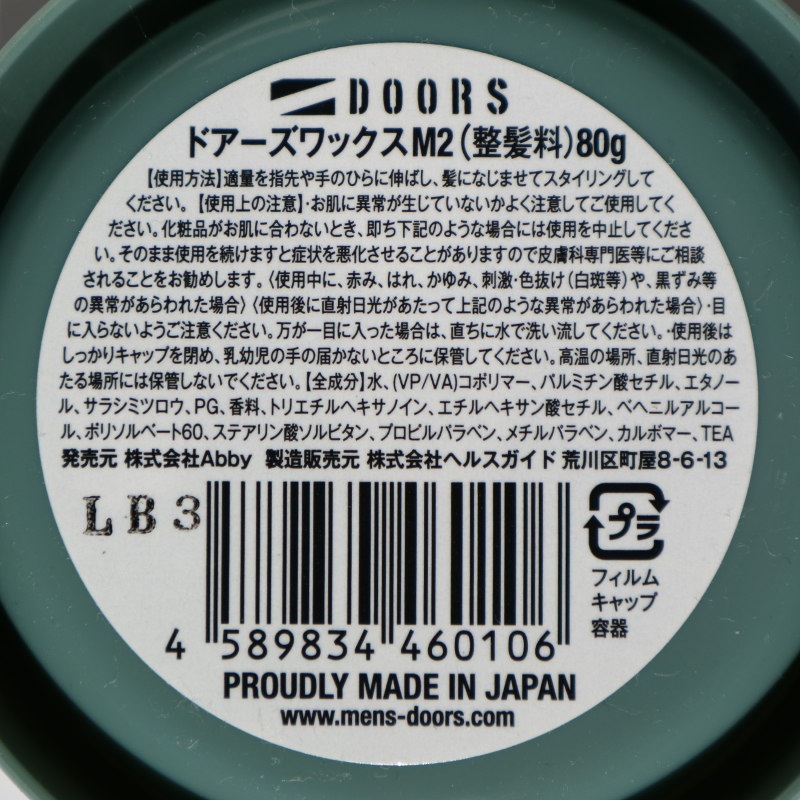 DOORS
ドアーズワックスM2(整髪料)80g
【使用方法】適量を指先や手のひらに伸ばし、髪になじませてスタイリングして
ください。【使用上の注意】・お肌に異常が生じていないかよく注意してご使用してく
ださい。化粧品がお肌に合わないとき、即ち下記のような場合には使用を中止してくださ
い。そのまま使用を続けますと症状を悪化させることがありますので皮膚科専門医等にご相談
されることをお勧めします。〈使用中に、赤み、はれ、かゆみ、刺激・色抜け(白斑等)や、黒ずみ等
の異常があらわれた場合〉〈使用後に直射日光があたって上記のような異常があらわれた場合〉・目
に入らないようご注意ください。万が一目に入った場合は、直ちに水で洗い流してください。・使用後は
しっかりキャップを閉め、乳幼児の手の届かないところに保管してください。高温の場所、直射日光のあ
たる場所には保管しないでください。【全成分】水、(VP/VA)コポリマー、パルミチン酸セチル、エタノー
ル、サラシミツロウ、PG、香料、トリエチルヘキサノイン、エチルヘキサン酸セチル、ベヘニルアルコー
ル、ポリソルベート60、ステアリン酸ソルビタン、プロピルパラベン、メチルパラベン、カルボマー、TEA
発売元 株式会社Abby 製造販売元 株式会社ヘルスガイド 荒川区町屋8-6-13
LB3
プラ
フィルム
キャップ
容器
4 589834 460106
PROUDLY MADE IN JAPAN
www.mens-doors.com